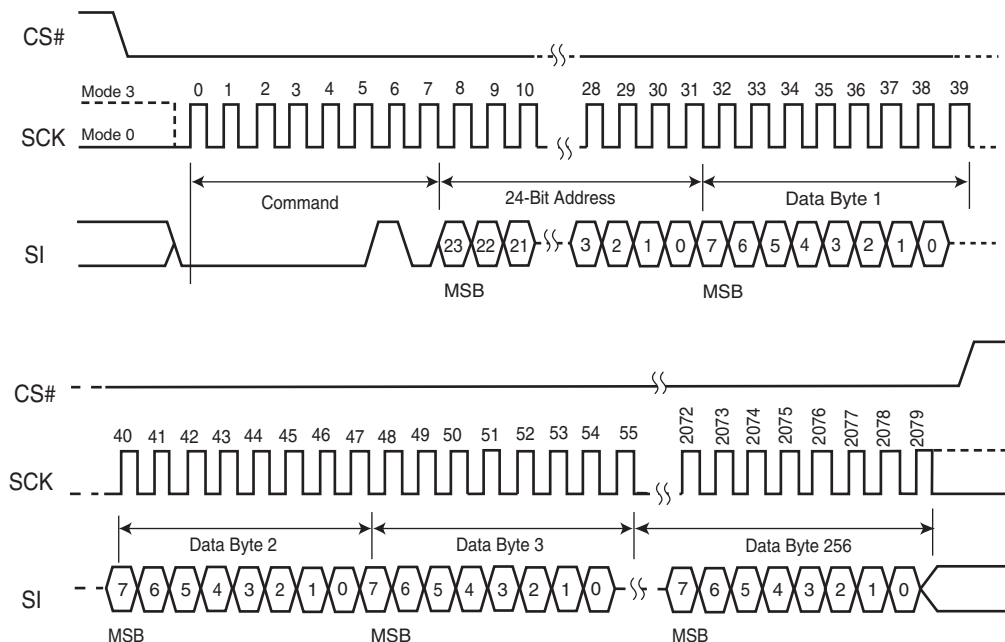 CS#
Mode 3
SCK
Mode 0
0 1 2 3 4 5 6 7 8 9 10 28 29 30 31 32 33 34 35 36 37 38 39
Command
24-Bit Address
Data Byte 1
SI
23 22 21 3 2 1 0 7 6 5 4 3 2 1 0
MSB
MSB
CS#
40 41 42 43 44 45 46 47 48 49 50 51 52 53 54 55 2072 2073 2074 2075 2076 2077 2078 2079
SCK
Data Byte 2
Data Byte 3
Data Byte 256
SI
7 6 5 4 3 2 1 0 7 6 5 4 3 2 1 0 7 6 5 4 3 2 1 0
MSB
MSB
MSB